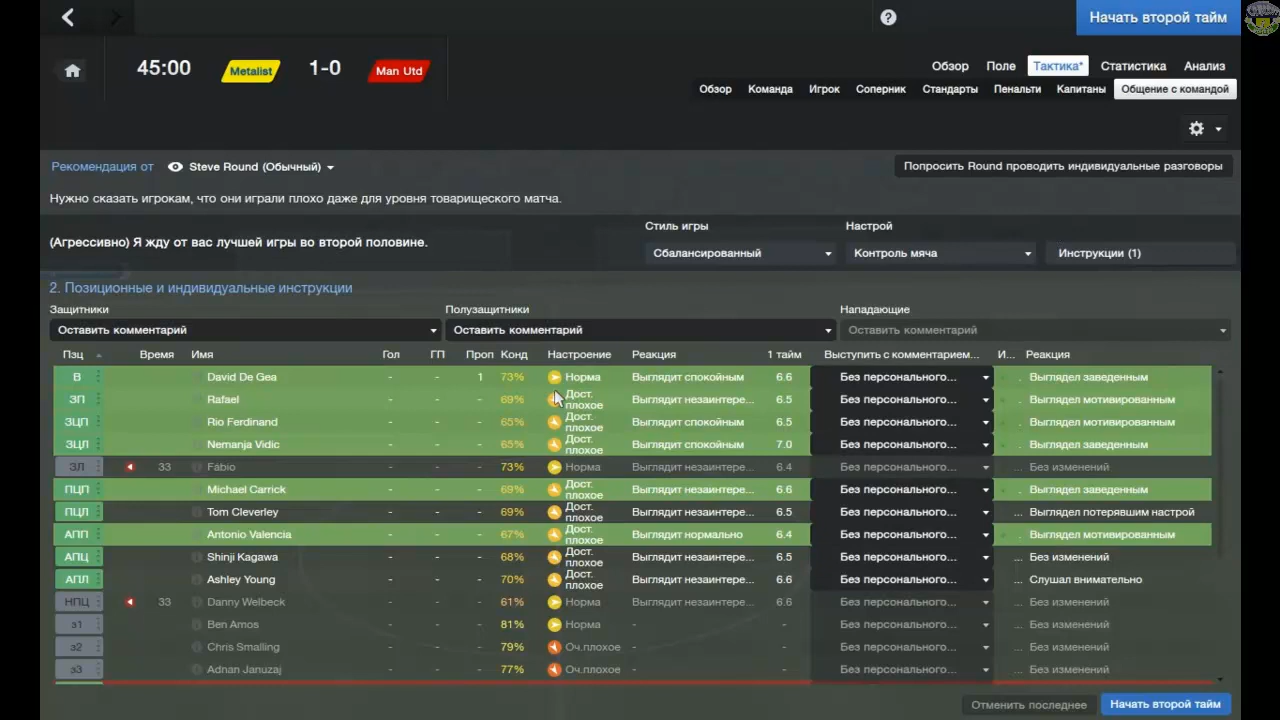 Начать второй тайм
45:00 Metalist 1-0 Man Utd
Обзор Поле Тактика* Статистика Анализ
Обзор Команда Игрок Соперник Стандарты Пенальти Капитаны Общение с командой
Рекомендация от Steve Round (Обычный) Попросить Round проводить индивидуальные разговоры
Нужно сказать игрокам, что они играли плохо даже для уровня товарищеского матча.
Стиль игры Настрой
(Агрессивно) Я жду от вас лучшей игры во второй половине. Сбалансированный Контроль мяча Инструкции (1)
2. Позиционные и индивидуальные инструкции
Защитники Полузащитники Нападающие
Оставить комментарий Оставить комментарий Оставить комментарий
Пзц Время Имя Гол ГП Проп Конд Настроение Реакция 1 тайм Выступить с комментарием... И... Реакция
В David De Gea - - 1 73% Норма Выглядит спокойным 6.6 Без персонального... . Выглядел заведенным
ЗП Rafael - - - 69% Дост. плохое Выглядит незаинтере... 6.5 Без персонального... . Выглядел мотивированным
ЗЦП Rio Ferdinand - - - 65% Дост. плохое Выглядит спокойным 6.5 Без персонального... . Выглядел мотивированным
ЗЦЛ Nemanja Vidic - - - 65% Дост. плохое Выглядит спокойным 7.0 Без персонального... . Выглядел заведенным
ЗЛ 33 Fábio - - - 73% Норма Выглядит незаинтере... 6.4 Без персонального... ... Без изменений
ПЦП Michael Carrick - - - 69% Дост. плохое Выглядит незаинтере... 6.6 Без персонального... . Выглядел заведенным
ПЦЛ Tom Cleverley - - - 69% Дост. плохое Выглядит незаинтере... 6.5 Без персонального... ... Выглядел потерявшим настрой
АПП Antonio Valencia - - - 67% Дост. плохое Выглядит нормально 6.4 Без персонального... . Выглядел мотивированным
АПЦ Shinji Kagawa - - - 68% Дост. плохое Выглядит незаинтере... 6.5 Без персонального... ... Без изменений
АПЛ Ashley Young - - - 70% Дост. плохое Выглядит незаинтере... 6.6 Без персонального... ... Слушал внимательно
НПЦ 33 Danny Welbeck - - - 61% Норма Выглядит незаинтере... 6.6 Без персонального... ... Без изменений
з1 Ben Amos - - - 81% Норма - - Без персонального... ... Без изменений
з2 Chris Smalling - - - 79% Оч.плохое - - Без персонального... ... Без изменений
з3 Adnan Januzaj - - - 77% Оч.плохое - - Без персонального... ... Без изменений
Отменить последнее Начать второй тайм